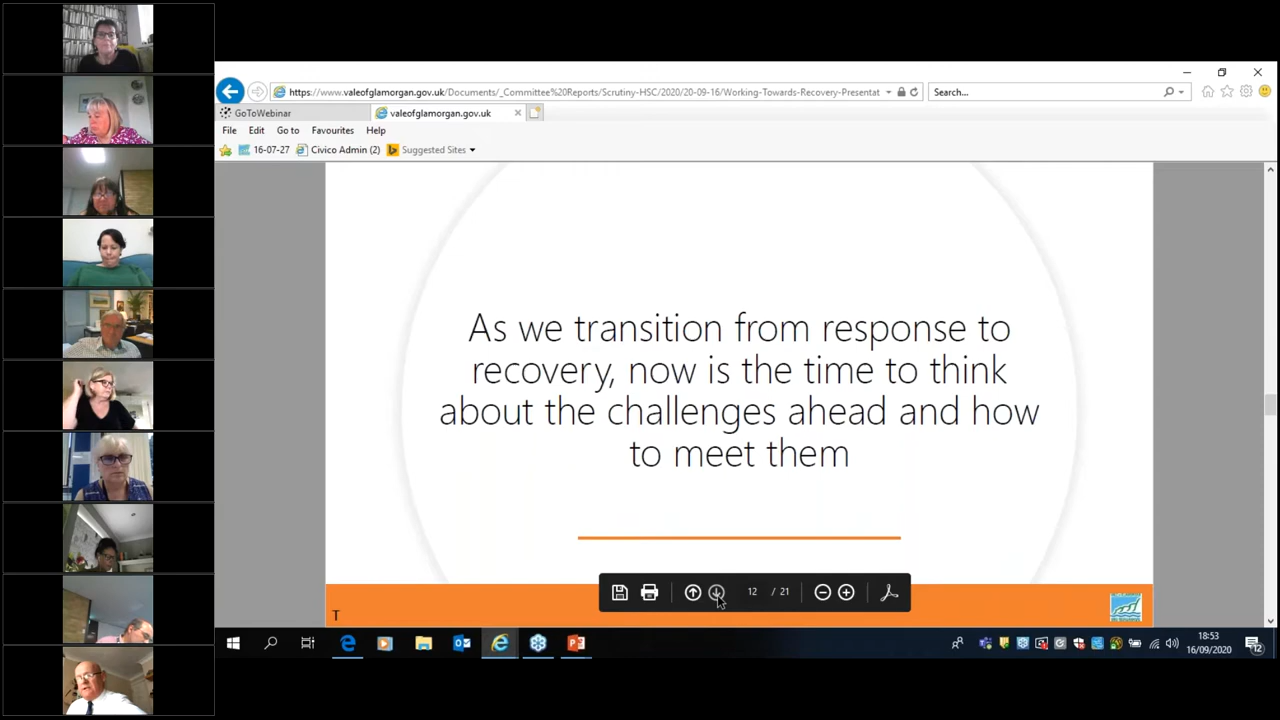 https://www.valeofglamorgan.gov.uk/Documents/_Committee%20Reports/Scrutiny-HSC/2020/20-09-16/Working-Towards-Recovery-Presentat
Search...
GoToWebinar
valeofglamorgan.gov.uk
File Edit Go to Favourites Help
16-07-27 Civico Admin (2) Suggested Sites
As we transition from response to
recovery, now is the time to think
about the challenges ahead and how
to meet them
12 / 21
T
18:53
16/09/2020
12